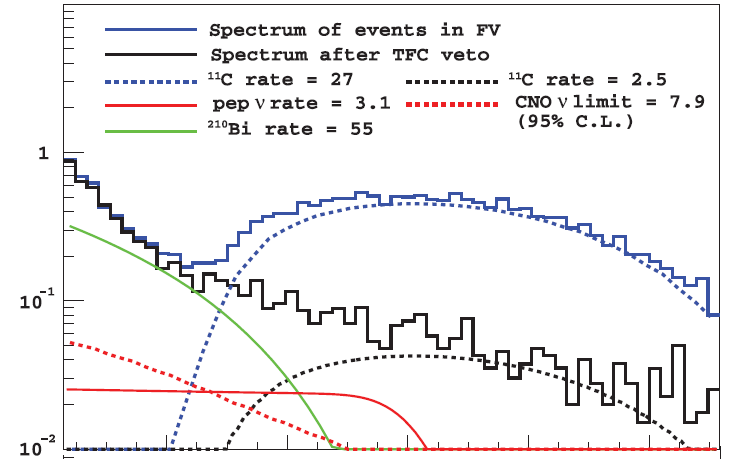 Spectrum of events in FV
Spectrum after TFC veto
¹¹C rate = 27
¹¹C rate = 2.5
pep ν rate = 3.1
CNO ν limit = 7.9
(95% C.L.)
²¹⁰Bi rate = 55
1
10⁻¹
10⁻²